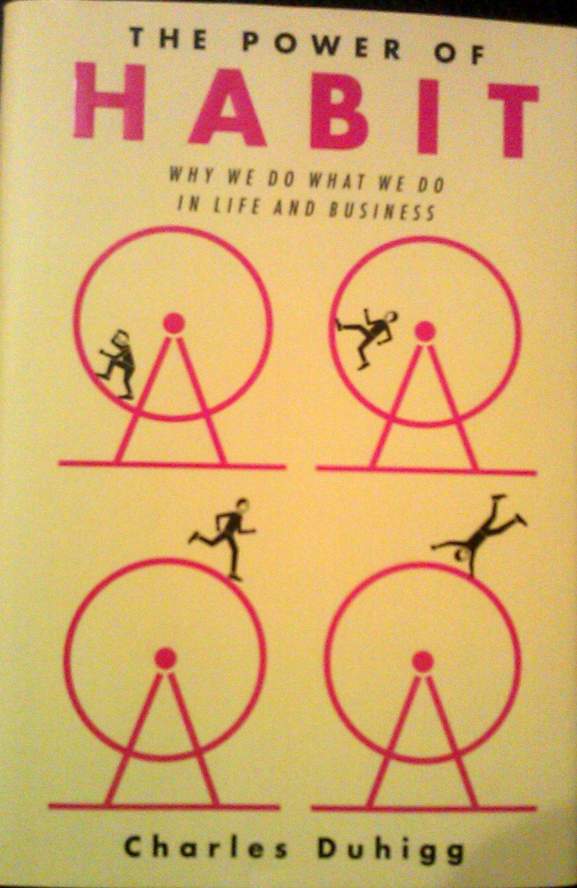 THE POWER OF
HABIT
WHY WE DO WHAT WE DO
IN LIFE AND BUSINESS
Charles Duhigg